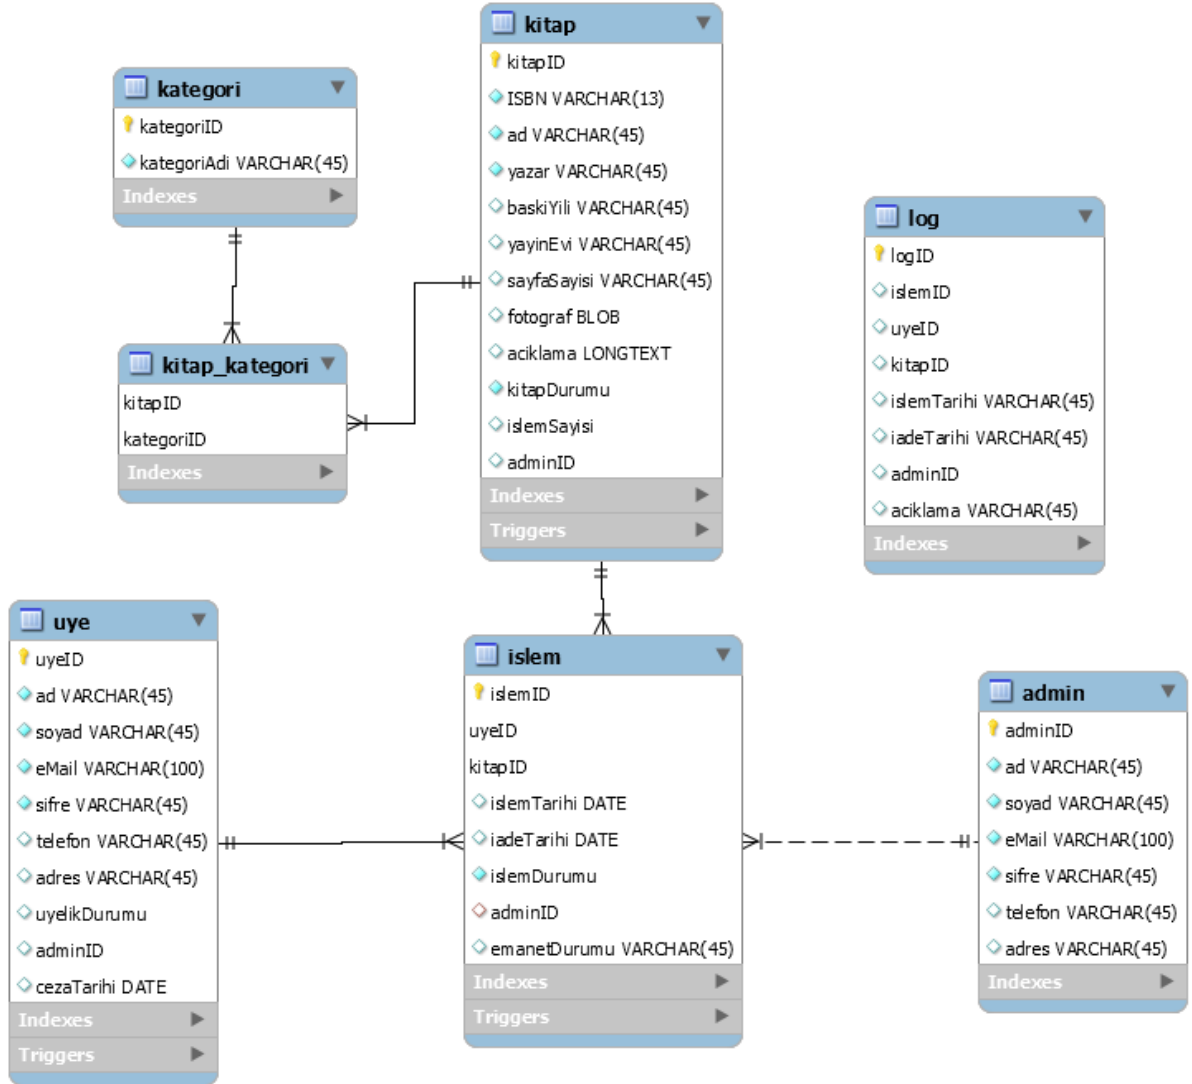 kitap
kitapID
ISBN VARCHAR(13)
ad VARCHAR(45)
yazar VARCHAR(45)
baskiYili VARCHAR(45)
yayinEvi VARCHAR(45)
sayfaSayisi VARCHAR(45)
fotograf BLOB
aciklama LONGTEXT
kitapDurumu
islemSayisi
adminID
Indexes
Triggers
kategori
kategoriID
kategoriAdi VARCHAR(45)
Indexes
kitap_kategori
kitapID
kategoriID
Indexes
log
logID
islemID
uyeID
kitapID
islemTarihi VARCHAR(45)
iadeTarihi VARCHAR(45)
adminID
aciklama VARCHAR(45)
Indexes
uye
uyeID
ad VARCHAR(45)
soyad VARCHAR(45)
eMail VARCHAR(100)
sifre VARCHAR(45)
telefon VARCHAR(45)
adres VARCHAR(45)
uyelikDurumu
adminID
cezaTarihi DATE
Indexes
Triggers
islem
islemID
uyeID
kitapID
islemTarihi DATE
iadeTarihi DATE
islemDurumu
adminID
emanetDurumu VARCHAR(45)
Indexes
Triggers
admin
adminID
ad VARCHAR(45)
soyad VARCHAR(45)
eMail VARCHAR(100)
sifre VARCHAR(45)
telefon VARCHAR(45)
adres VARCHAR(45)
Indexes